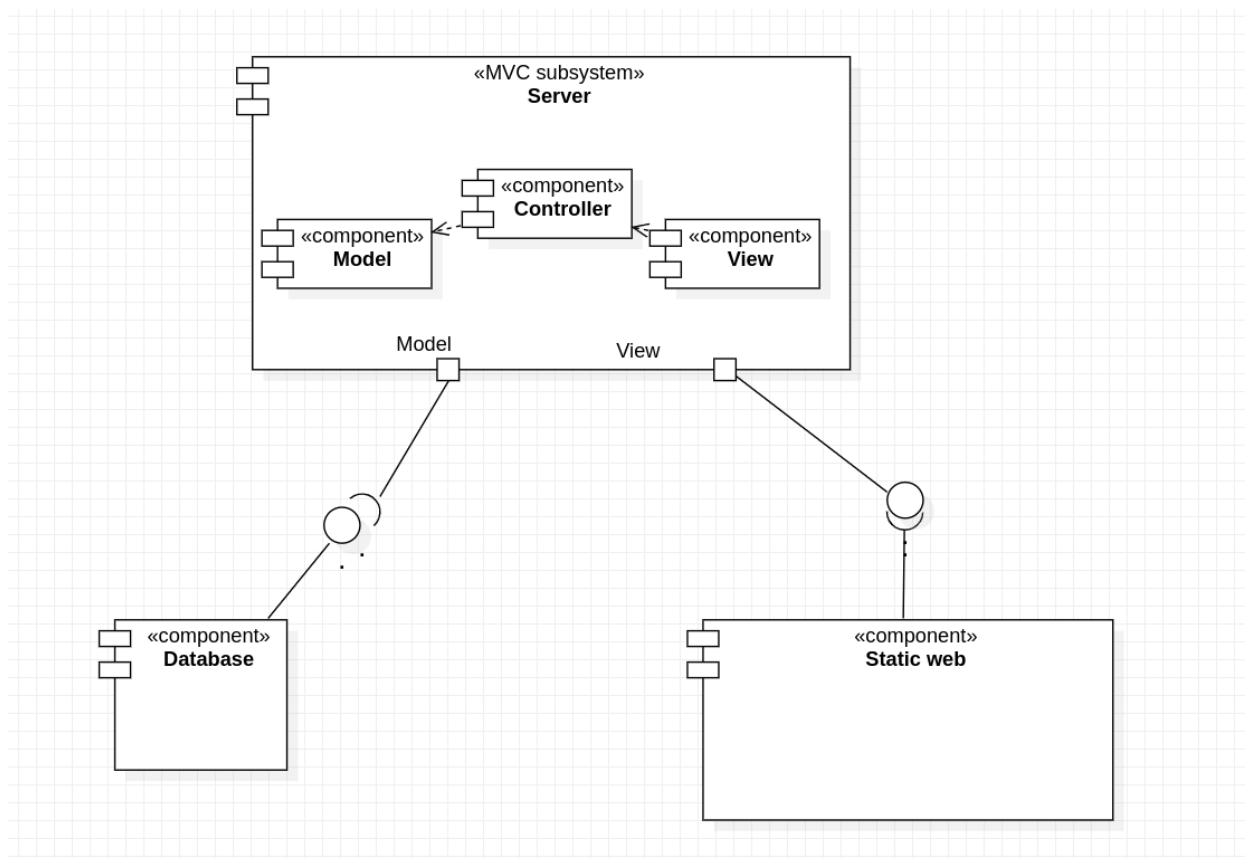 «MVC subsystem»
Server
«component»
Controller
«component»
Model
«component»
View
Model
View
«component»
Database
«component»
Static web